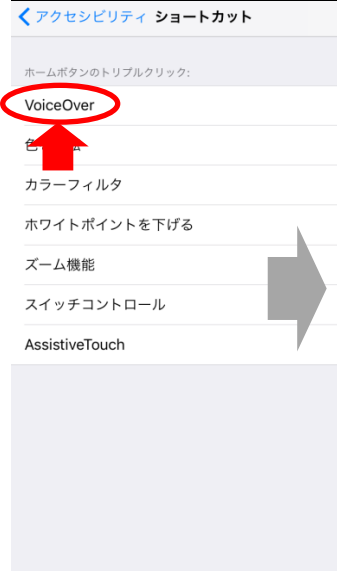 アクセシビリティ ショートカット
ホームボタンのトリプルクリック:
VoiceOver
色
カラーフィルタ
ホワイトポイントを下げる
ズーム機能
スイッチコントロール
AssistiveTouch